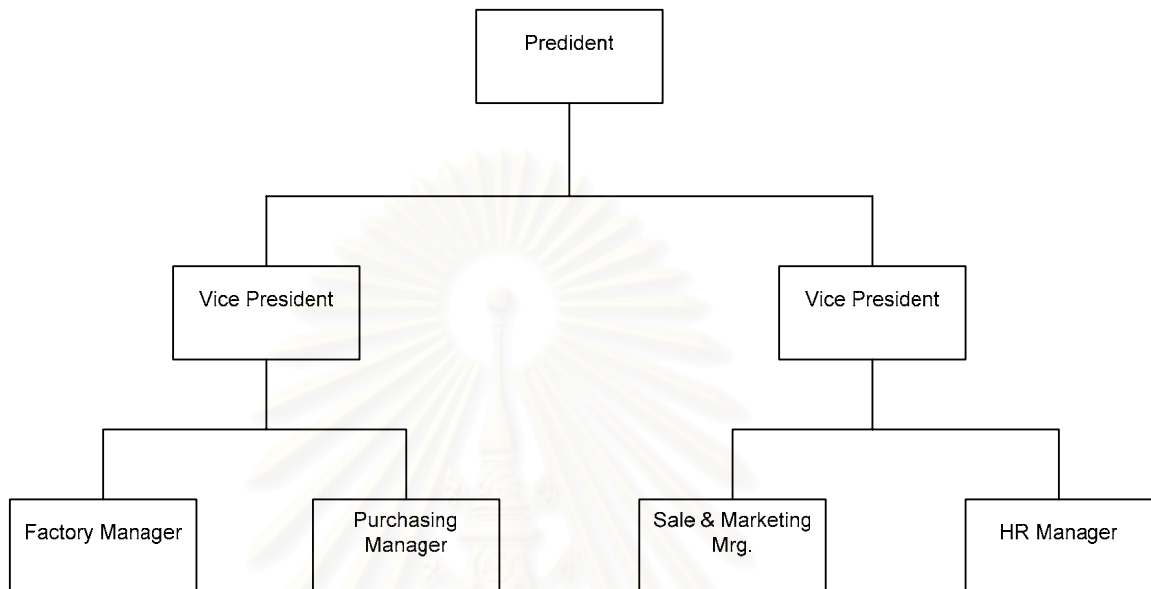 Predident
Vice President
Vice President
Factory Manager
Purchasing
Manager
Sale & Marketing
Mrg.
HR Manager